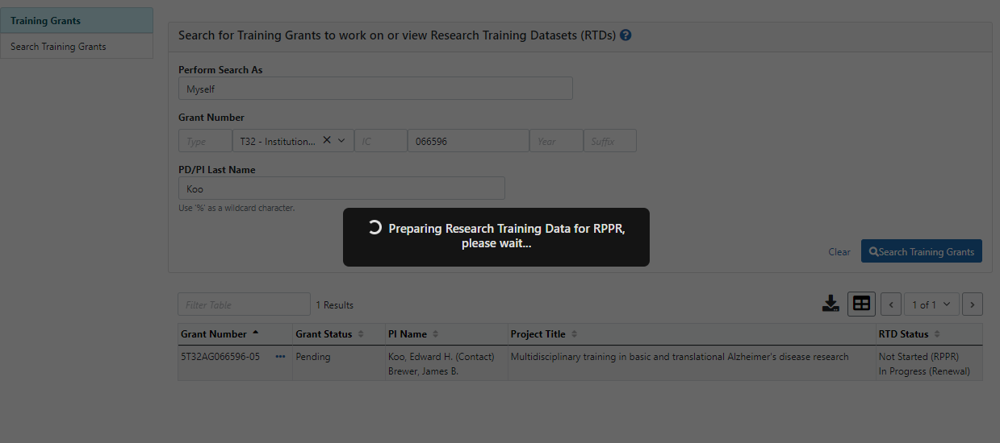 Training Grants
Search Training Grants
Search for Training Grants to work on or view Research Training Datasets (RTDs) ?
Perform Search As
Myself
Grant Number
Type T32 - Institution... IC 066596 Year Suffix
PD/PI Last Name
Koo
Use '%' as a wildcard character.
Preparing Research Training Data for RPPR,
please wait...
Clear Search Training Grants
Filter Table 1 Results 1 of 1
Grant Number Grant Status PI Name Project Title RTD Status
5T32AG066596-05 ••• Pending Koo, Edward H. (Contact) Multidisciplinary training in basic and translational Alzheimer's disease research Not Started (RPPR)
Brewer, James B. In Progress (Renewal)